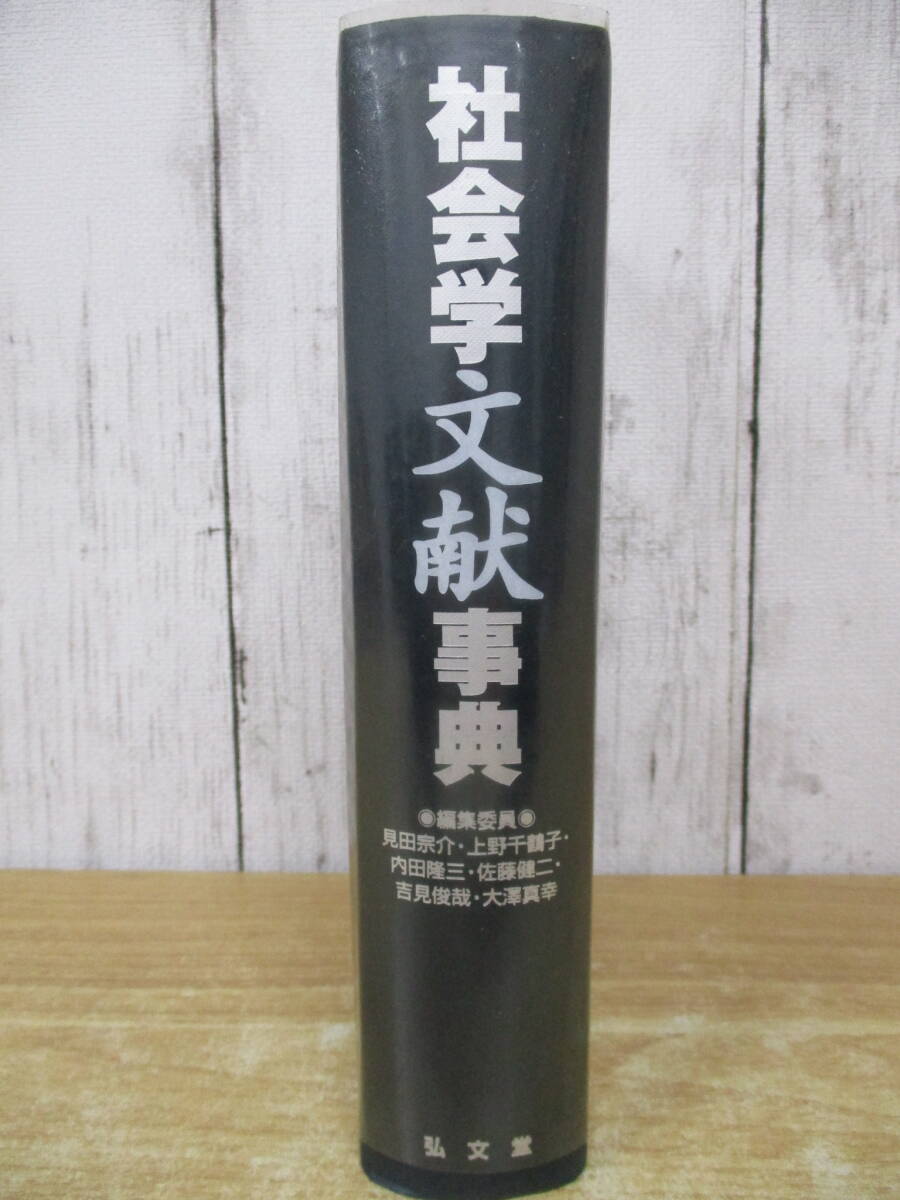 社会学文献事典
◉編集委員◉
見田宗介・上野千鶴子・
内田隆三・佐藤健二・
吉見俊哉・大澤真幸
弘文堂